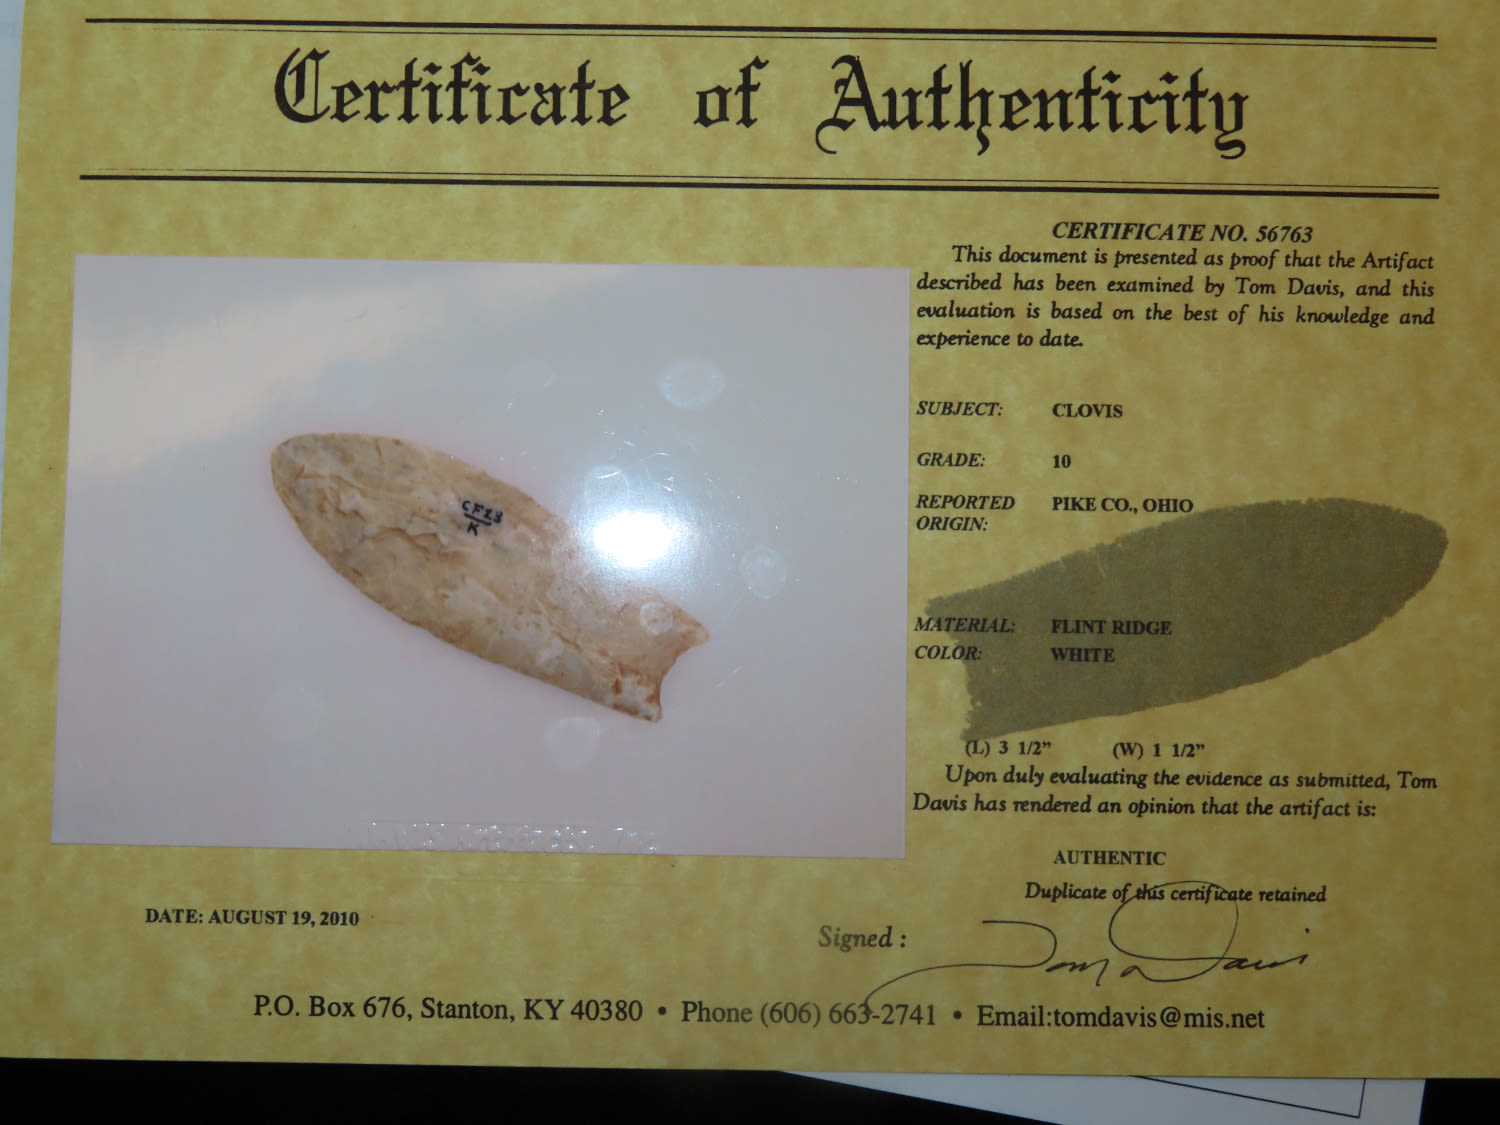 Certificate of Authenticity
CERTIFICATE NO. 56763
This document is presented as proof that the Artifact
described has been examined by Tom Davis, and this
evaluation is based on the best of his knowledge and
experience to date.
SUBJECT: CLOVIS
GRADE: 10
REPORTED ORIGIN: PIKE CO., OHIO
MATERIAL: FLINT RIDGE
COLOR: WHITE
(L) 3 1/2" (W) 1 1/2"
Upon duly evaluating the evidence as submitted, Tom
Davis has rendered an opinion that the artifact is:
AUTHENTIC
Duplicate of this certificate retained
CF23
K
DATE: AUGUST 19, 2010
Signed : Tom Davis
P.O. Box 676, Stanton, KY 40380 • Phone (606) 663-2741 • Email:tomdavis@mis.net